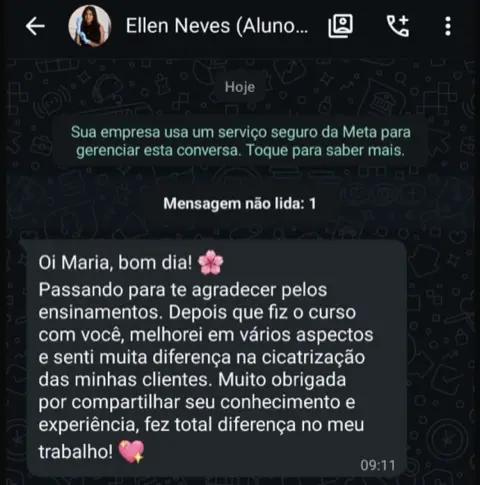 Ellen Neves (Aluno...
Hoje
Sua empresa usa um serviço seguro da Meta para
gerenciar esta conversa. Toque para saber mais.
Mensagem não lida: 1
Oi Maria, bom dia! 🌸
Passando para te agradecer pelos
ensinamentos. Depois que fiz o curso
com você, melhorei em vários aspectos
e senti muita diferença na cicatrização
das minhas clientes. Muito obrigada
por compartilhar seu conhecimento e
experiência, fez total diferença no meu
trabalho! 💖
09:11